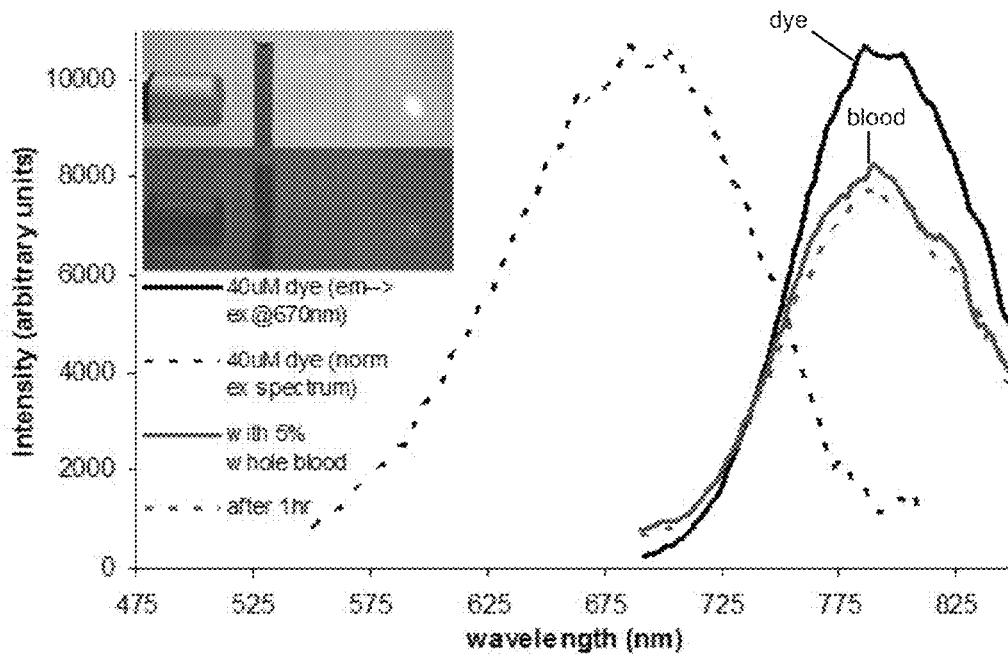 dye
blood
10000
8000
6000
4000
2000
0
Intensity (arbitrary units)
40uM dye (em-->
ex @670nm)
40uM dye (norm
ex spectrum)
with 5%
whole blood
after 1hr
475 525 575 625 675 725 775 825
wavelength (nm)